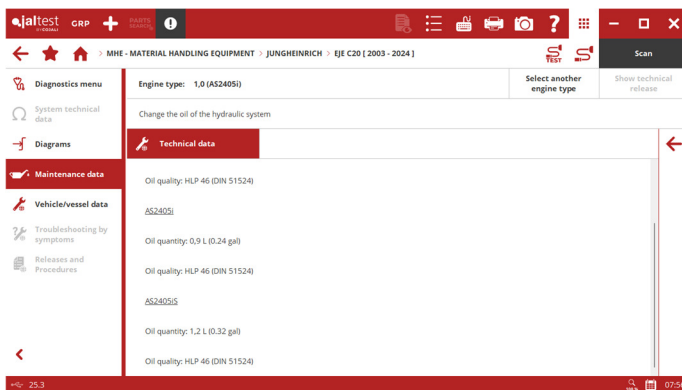 jaltest GRP PARTS SEARCH
BY COJALI
MHE - MATERIAL HANDLING EQUIPMENT > JUNGHEINRICH > EJE C20 [ 2003 - 2024 ]
TEST
Scan
Diagnostics menu
System technical
data
Diagrams
Maintenance data
Vehicle/vessel data
Troubleshooting by
symptoms
Releases and
Procedures
Engine type: 1,0 (AS2405i)
Select another
engine type
Show technical
release
Change the oil of the hydraulic system
Technical data
Oil quality: HLP 46 (DIN 51524)
AS2405i
Oil quantity: 0,9 L (0.24 gal)
Oil quality: HLP 46 (DIN 51524)
AS2405iS
Oil quantity: 1,2 L (0.32 gal)
Oil quality: HLP 46 (DIN 51524)
25.3